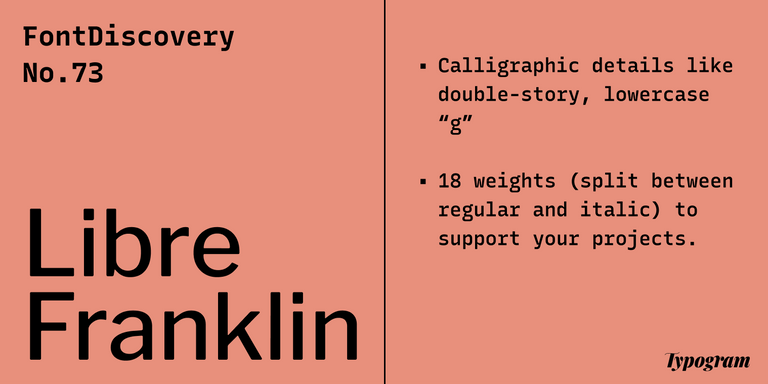 FontDiscovery
No.73
Libre
Franklin
▪ Calligraphic details like
double-story, lowercase
“g”
▪ 18 weights (split between
regular and italic) to
support your projects.
Typogram